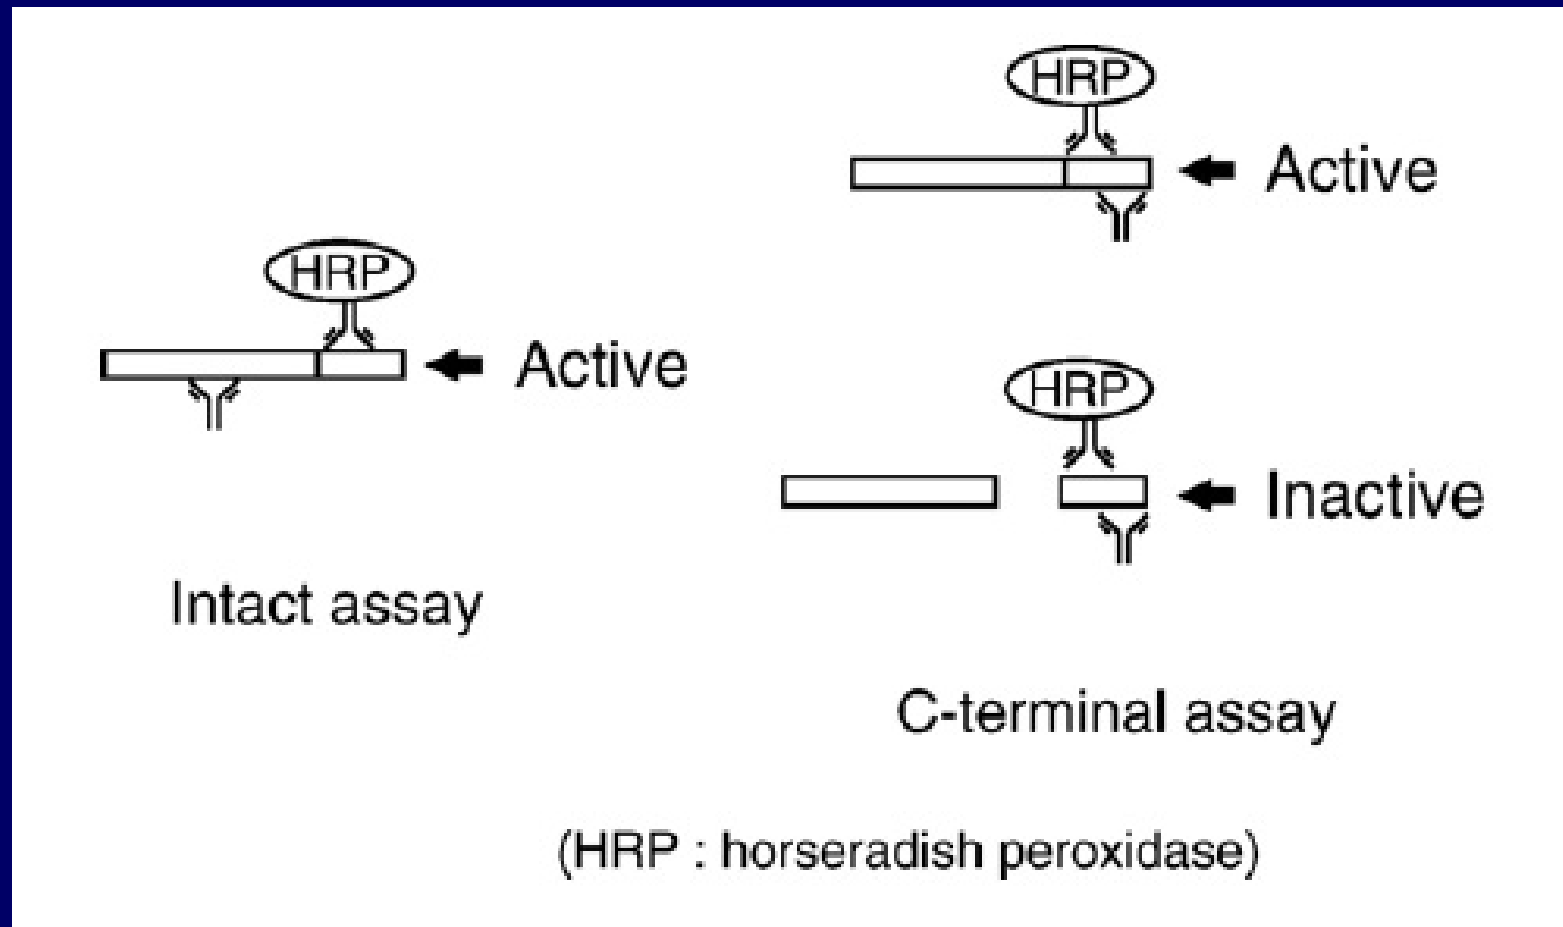 HRP
Active
HRP
Active
HRP
Inactive
Intact assay
C-terminal assay
(HRP : horseradish peroxidase)